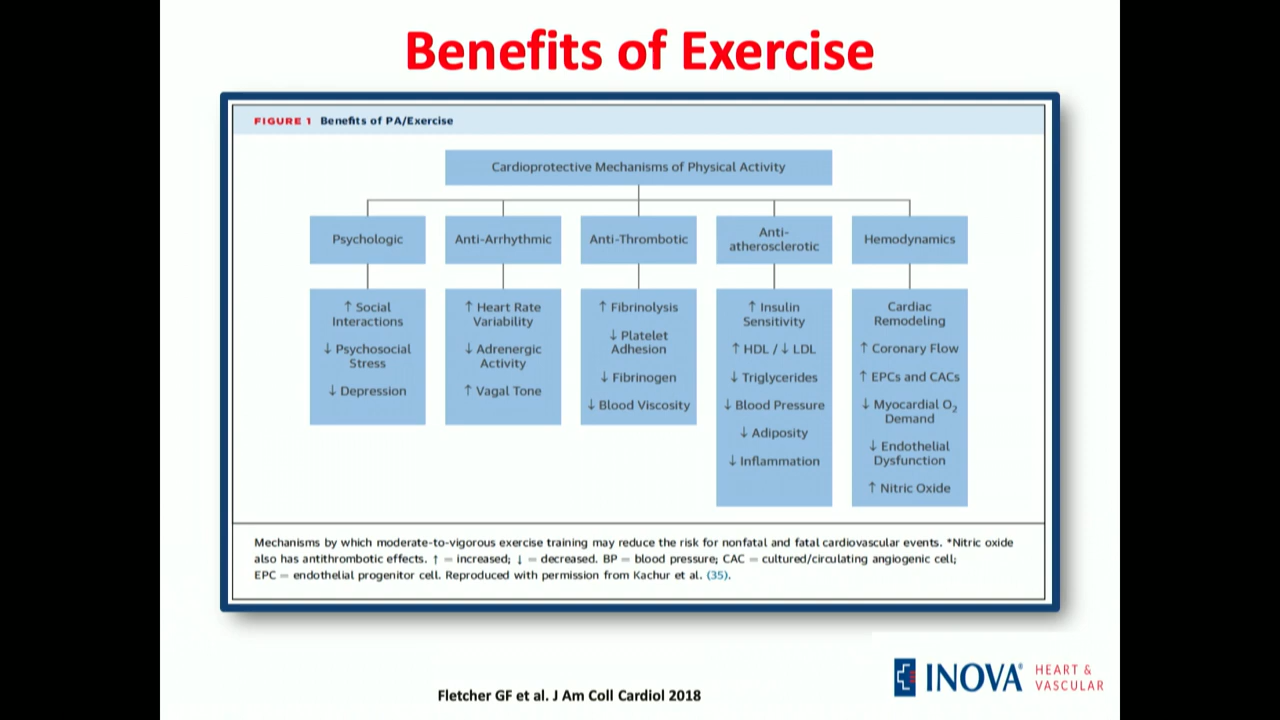 Benefits of Exercise
FIGURE 1 Benefits of PA/Exercise
Cardioprotective Mechanisms of Physical Activity
Psychologic
↑ Social
Interactions
↓ Psychosocial
Stress
↓ Depression
Anti-Arrhythmic
↑ Heart Rate
Variability
↓ Adrenergic
Activity
↑ Vagal Tone
Anti-Thrombotic
↑ Fibrinolysis
↓ Platelet
Adhesion
↓ Fibrinogen
↓ Blood Viscosity
Anti-
atherosclerotic
↑ Insulin
Sensitivity
↑ HDL / ↓ LDL
↓ Triglycerides
↓ Blood Pressure
↓ Adiposity
↓ Inflammation
Hemodynamics
Cardiac
Remodeling
↑ Coronary Flow
↑ EPCs and CACs
↓ Myocardial O₂
Demand
↓ Endothelial
Dysfunction
↑ Nitric Oxide
Mechanisms by which moderate-to-vigorous exercise training may reduce the risk for nonfatal and fatal cardiovascular events. *Nitric oxide
also has antithrombotic effects. ↑ = increased; ↓ = decreased. BP = blood pressure; CAC = cultured/circulating angiogenic cell;
EPC = endothelial progenitor cell. Reproduced with permission from Kachur et al. (35).
Fletcher GF et al. J Am Coll Cardiol 2018
INOVA® HEART &
VASCULAR